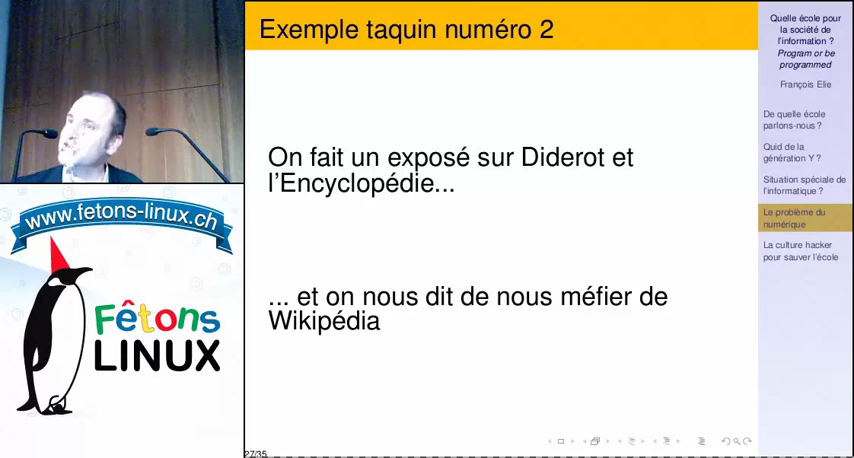 Exemple taquin numéro 2
On fait un exposé sur Diderot et
l'Encyclopédie...
... et on nous dit de nous méfier de
Wikipédia
Quelle école pour
la société de
l'information ?
Program or be
programmed
François Elie
De quelle école
parlons-nous ?
Quid de la
génération Y ?
Situation spéciale de
l'informatique ?
Le problème du
numérique
La culture hacker
pour sauver l'école
www.fetons-linux.ch
Fêtons
LINUX
27/35